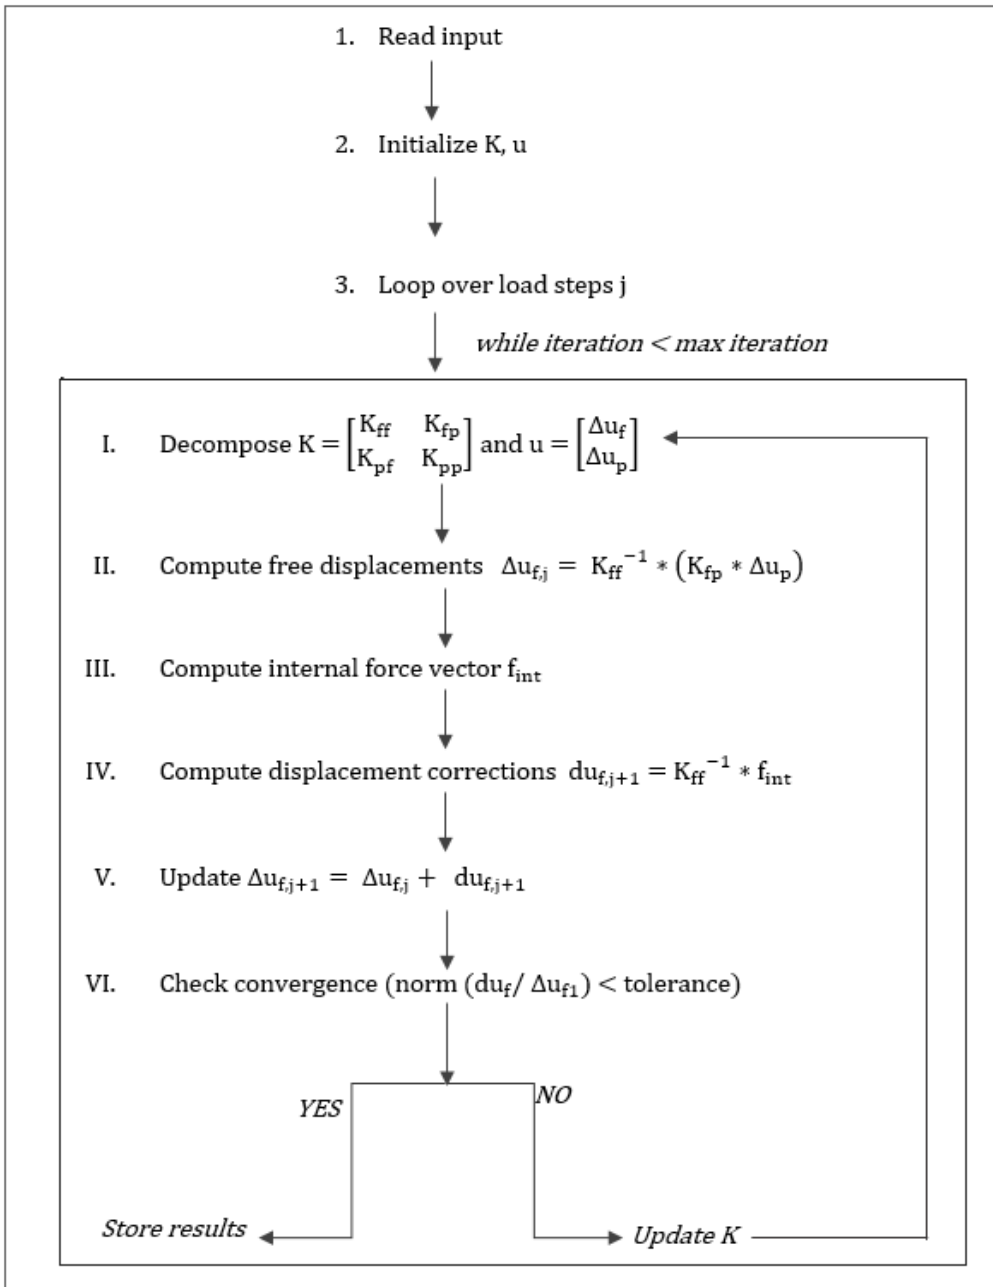 1. Read input
2. Initialize K, u
3. Loop over load steps j
while iteration < max iteration
I. Decompose K = [K_ff K_fp; K_pf K_pp] and u = [Δu_f; Δu_p]
II. Compute free displacements Δu_f,j = K_ff⁻¹ * (K_fp * Δu_p)
III. Compute internal force vector f_int
IV. Compute displacement corrections du_f,j+1 = K_ff⁻¹ * f_int
V. Update Δu_f,j+1 = Δu_f,j + du_f,j+1
VI. Check convergence (norm (du_f/ Δu_f1) < tolerance)
YES NO
Store results Update K